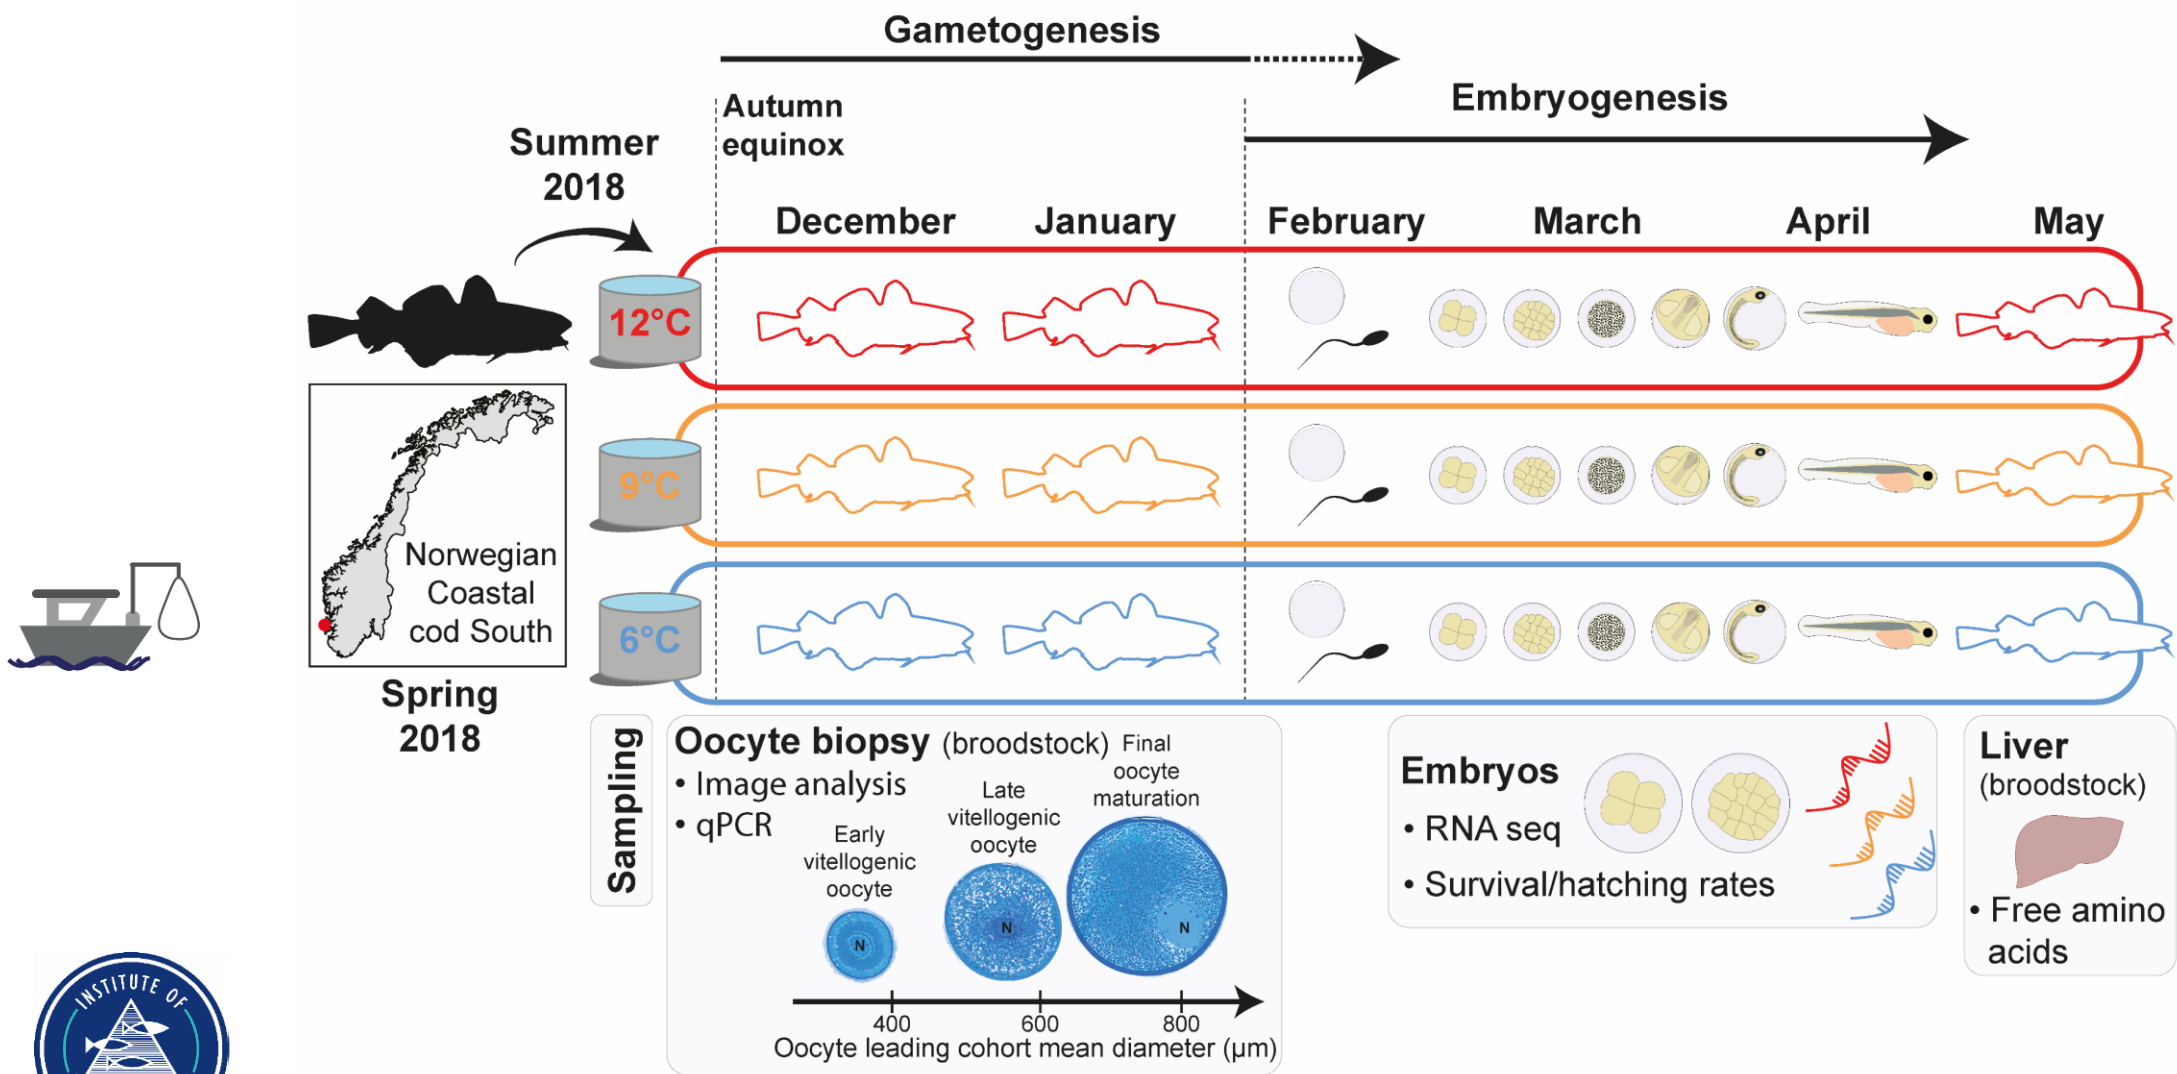 Gametogenesis
Autumn
equinox
Embryogenesis
Summer
2018
December
January
February
March
April
May
12°C
9°C
6°C
Norwegian
Coastal
cod South
Spring
2018
Sampling
Oocyte biopsy (broodstock)
• Image analysis
• qPCR
Early
vitellogenic
oocyte
Late
vitellogenic
oocyte
Final
oocyte
maturation
N
N
N
400
600
800
Oocyte leading cohort mean diameter (µm)
Embryos
• RNA seq
• Survival/hatching rates
Liver
(broodstock)
• Free amino
acids
INSTITUTE OF